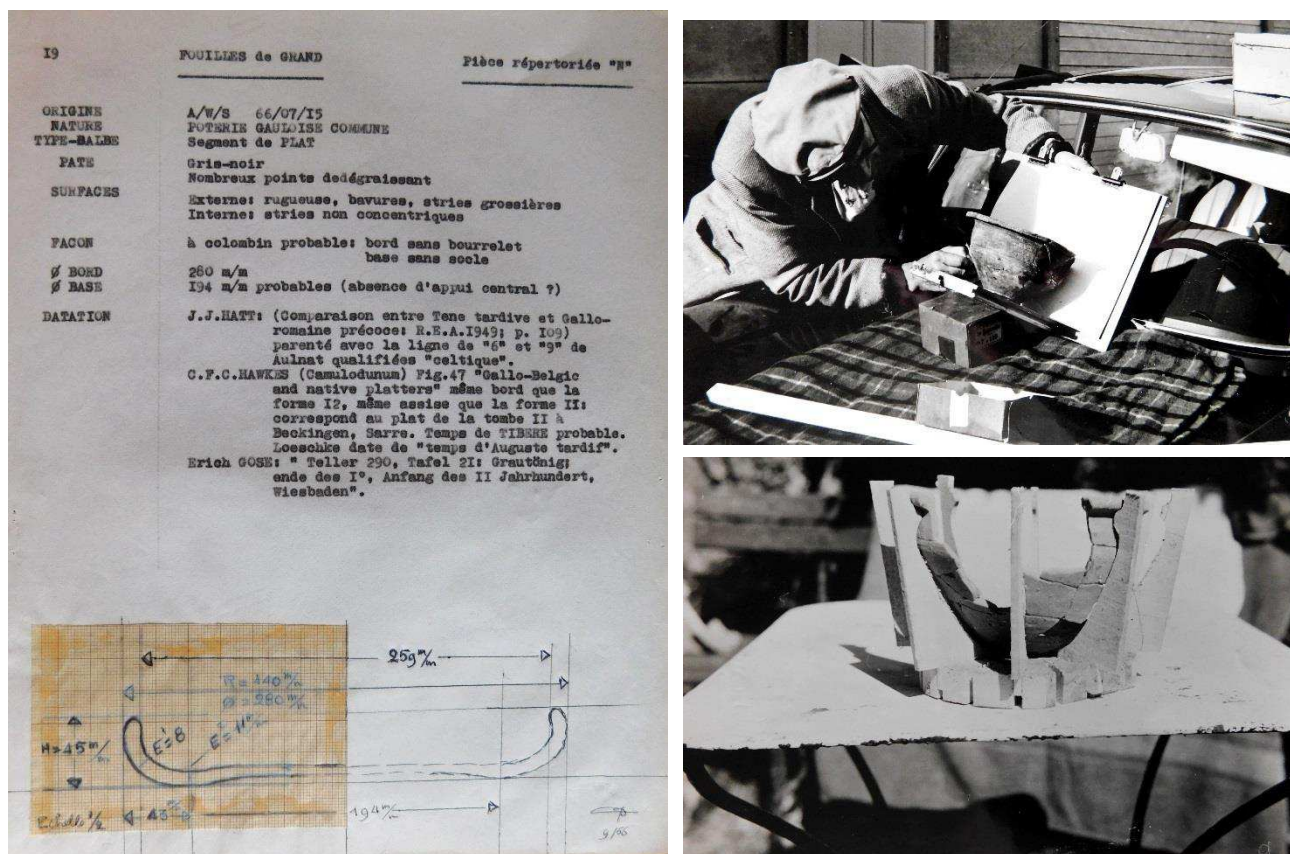 I9 FOUILLES de GRAND Pièce répertoriée "N"
ORIGINE A/W/S 66/07/I5
NATURE POTERIE GAULOISE COMMUNE
TYPE-BALBE Segment de PLAT
PATE Gris-noir
Nombreux points dedégraissant
SURFACES Externe: rugueuse, bavures, stries grossières
Interne: stries non concentriques
FACON à colombin probable: bord sans bourrelet
base sans socle
Ø BORD 280 m/m
Ø BASE I94 m/m probables (absence d'appui central ?)
DATATION J.J.HATT: (Comparaison entre Tene tardive et Gallo-
romaine précoce: R.E.A.I949; p. I09)
parenté avec la ligne de "6" et "9" de
Aulnat qualifiées "celtique".
C.F.C.HAWKES (Camulodunum) Fig.47 "Gallo-Belgic
and native platters" même bord que la
forme I2, même assise que la forme II:
correspond au plat de la tombe II à
Beckingen, Sarre. Temps de TIBERE probable.
Loeschke date de "temps d'Auguste tardif".
Erich GOSE: " Teller 290, Tafel 2I: Grautönig;
ende des I°, Anfang des II Jahrhundert,
Wiesbaden".
259 m/m
R = 140 m/m
Ø = 280 m/m
H = 45 m/m
E = 8
E = 11 m/m
43 m/m
194 m/m
Echelle 1/2
9/66